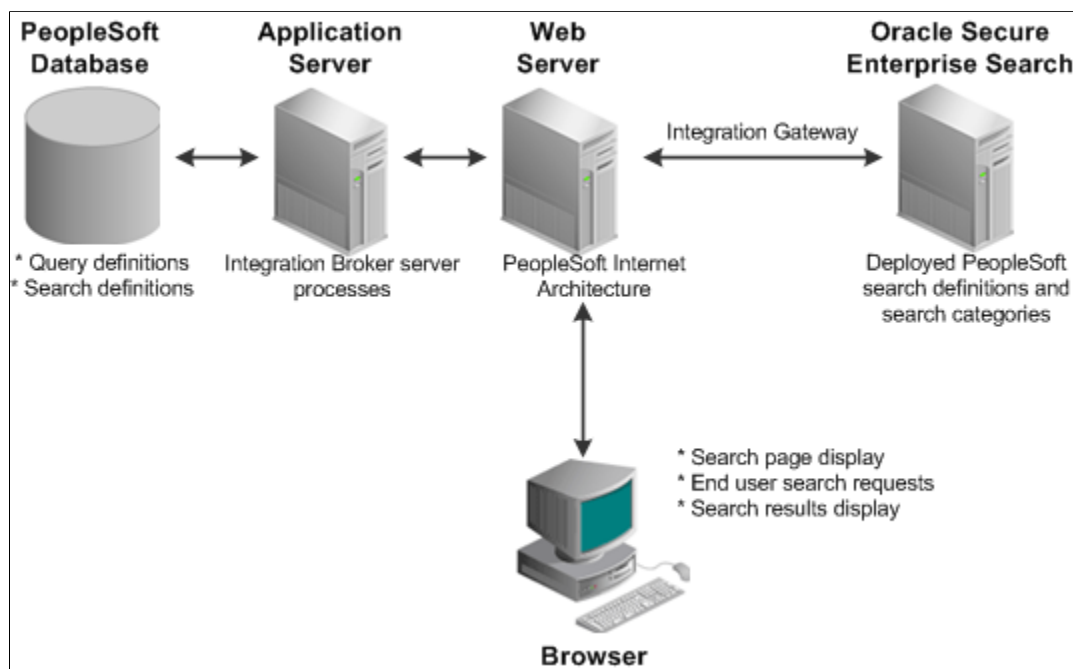 PeopleSoft
Database
Application
Server
Web
Server
Oracle Secure
Enterprise Search
Integration Gateway
* Query definitions
* Search definitions
Integration Broker server
processes
PeopleSoft Internet
Architecture
Deployed PeopleSoft
search definitions and
search categories
* Search page display
* End user search requests
* Search results display
Browser